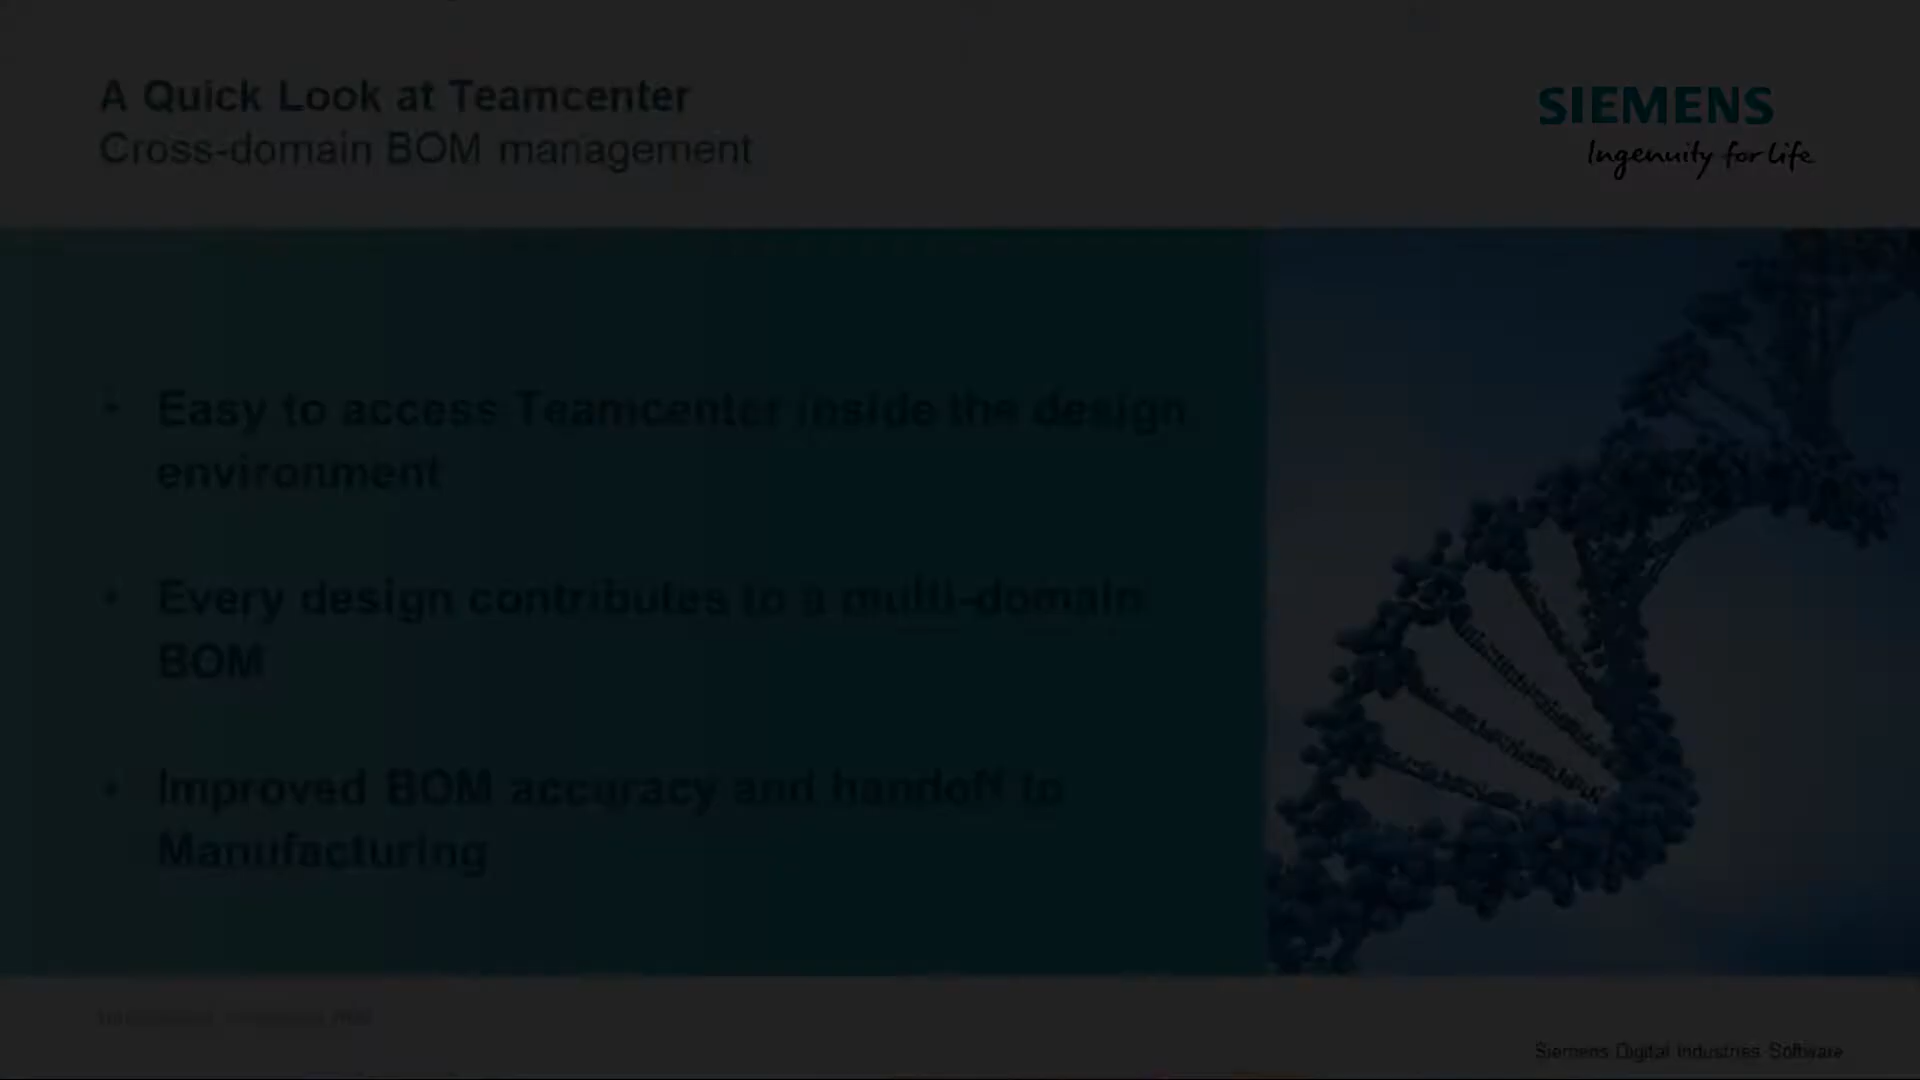 A Quick Look at Teamcenter
Cross-domain BOM management
SIEMENS
Ingenuity for life
• Easy to access Teamcenter inside the design
environment
• Every design contributes to a multi-domain
BOM
• Improved BOM accuracy and handoff to
Manufacturing
Siemens Digital Industries Software